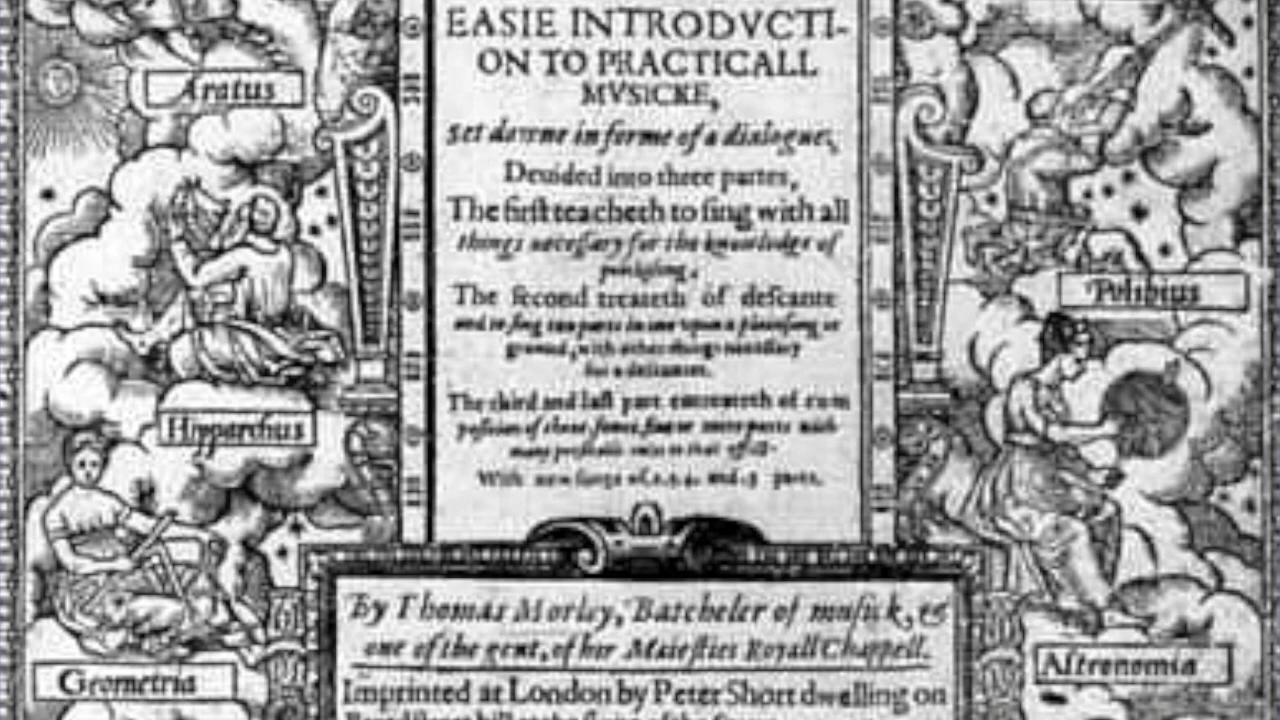 EASIE INTRODVCTI-
ON TO PRACTICALL
MVSICKE,
Set downe in forme of a dialogue,
Deuided into three partes,
The first teacheth to sing with all
things necessary for the knowledge of
pricktsong.
The second treateth of descante
and to sing two parts in one vpon a plainsong or
ground, with other things necessary
for a descanter.
The third and last part entreateth of com
position of three, foure, fiue or more parts with
many profitable rules to that effect.
With new songs of, 2.3.4. and .5 parts.
By Thomas Morley, Batcheler of musick, &
one of the gent, of her Maiesties Royall Chappell.
Imprinted at London by Peter Short dwelling on
Aratus
Hipparchus
Geometria
Polibius
Astronomia